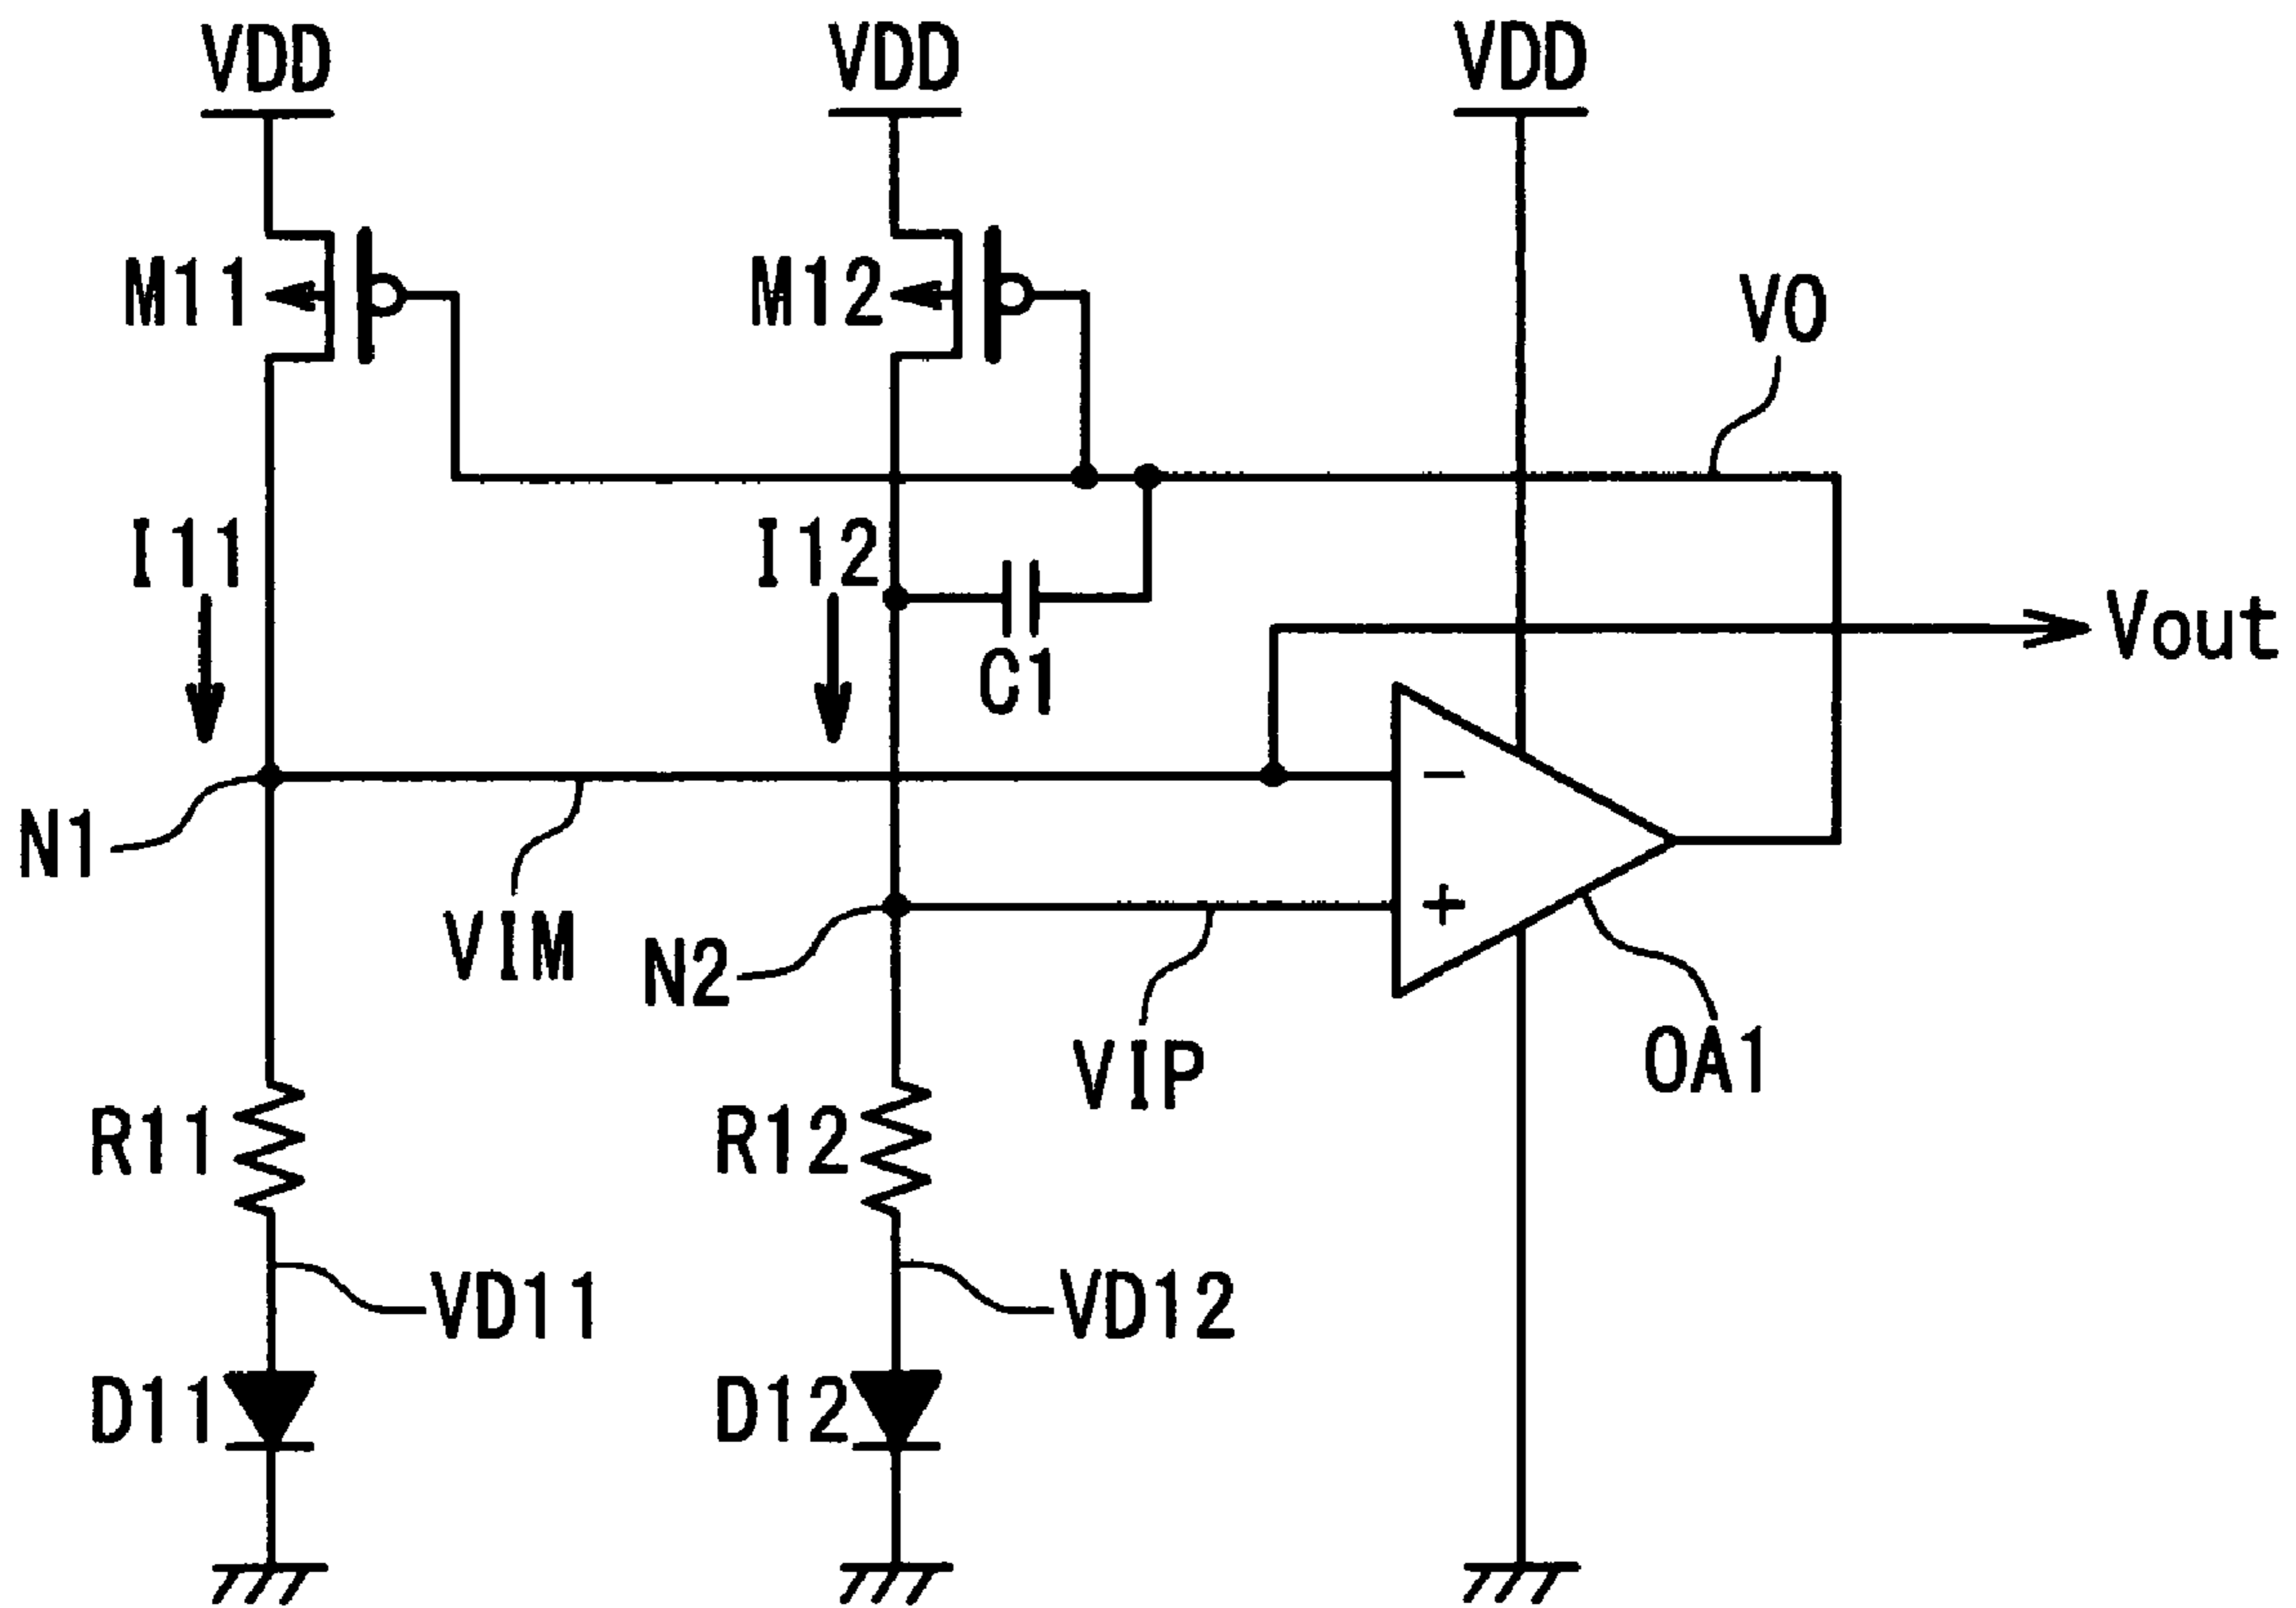 VDD
VDD
VDD
M11
M12
VO
I11
I12
Vout
C1
N1
−
VIM
N2
+
VIP
OA1
R11
R12
VD11
VD12
D11
D12